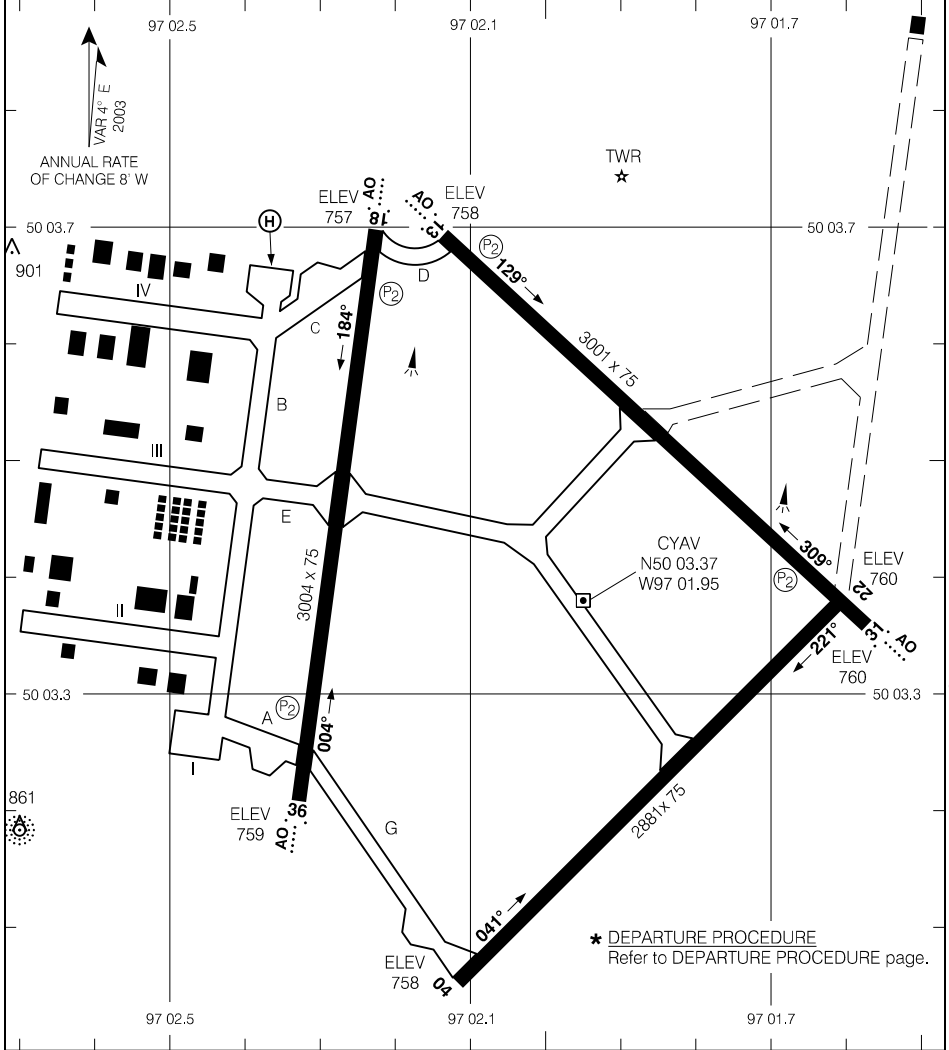 97 02.5
97 02.1
97 01.7
VAR 4° E
2003
ANNUAL RATE
OF CHANGE 8' W
TWR
ELEV
757
AO
18
AO
13
ELEV
758
50 03.7
50 03.7
H
901
IV
D
P2
129°
P2
C
184°
3001 x 75
B
III
E
CYAV
N50 03.37
W97 01.95
309°
P2
ELEV
760
22
3004 x 75
II
221°
31
AO
ELEV
760
50 03.3
50 03.3
P2
A
004°
I
861
A
36
ELEV
759
AO
G
2881 x 75
041°
ELEV
758
04
* DEPARTURE PROCEDURE
Refer to DEPARTURE PROCEDURE page.
97 02.5
97 02.1
97 01.7